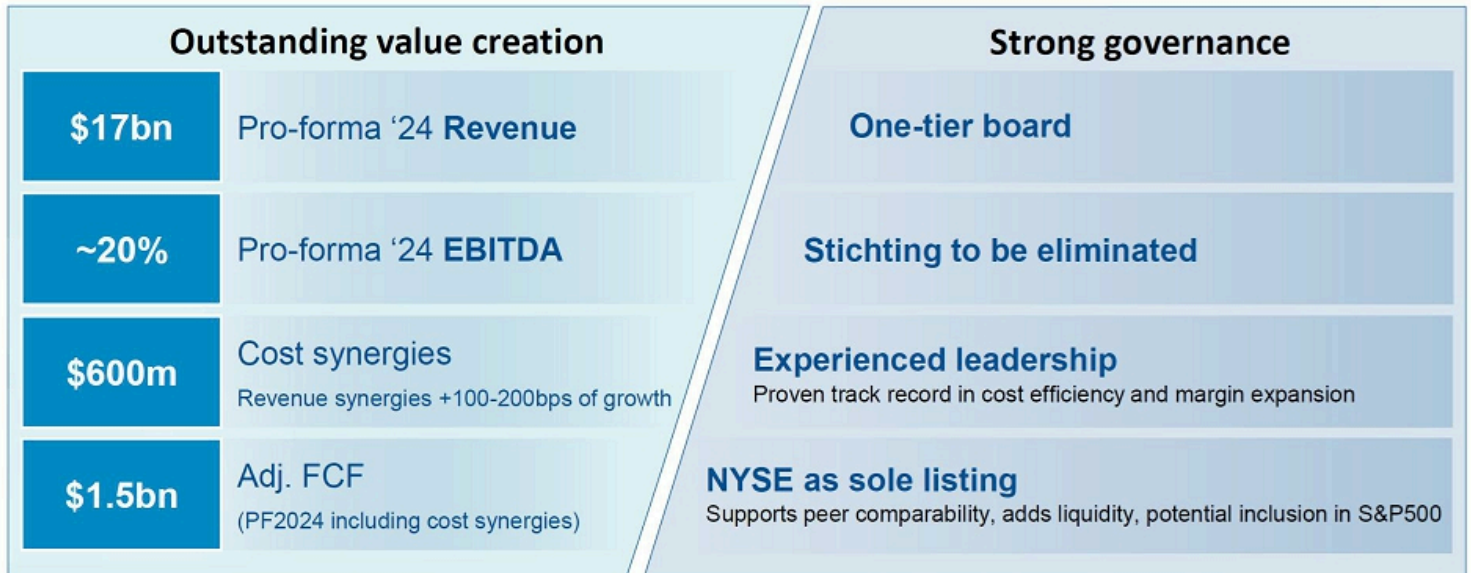 Outstanding value creation
$17bn
Pro-forma ‘24 Revenue
~20%
Pro-forma ‘24 EBITDA
$600m
Cost synergies
Revenue synergies +100-200bps of growth
$1.5bn
Adj. FCF
(PF2024 including cost synergies)
Strong governance
One-tier board
Stichting to be eliminated
Experienced leadership
Proven track record in cost efficiency and margin expansion
NYSE as sole listing
Supports peer comparability, adds liquidity, potential inclusion in S&P500